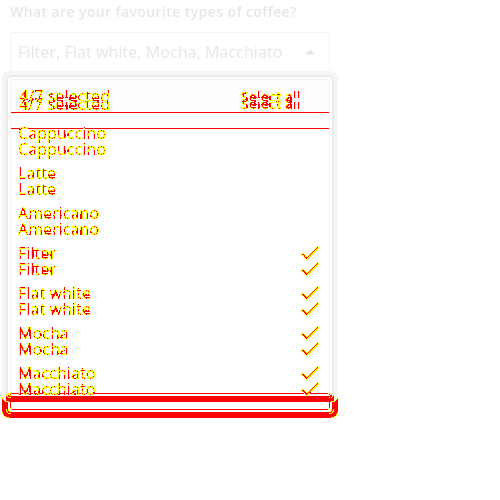 What are your favourite types of coffee?
Filter, Flat white, Mocha, Macchiato
4/7 selected Select all
4/7 selected Select all
Cappuccino
Cappuccino
Latte
Latte
Americano
Americano
Filter
Filter
Flat white
Flat white
Mocha
Mocha
Macchiato
Macchiato